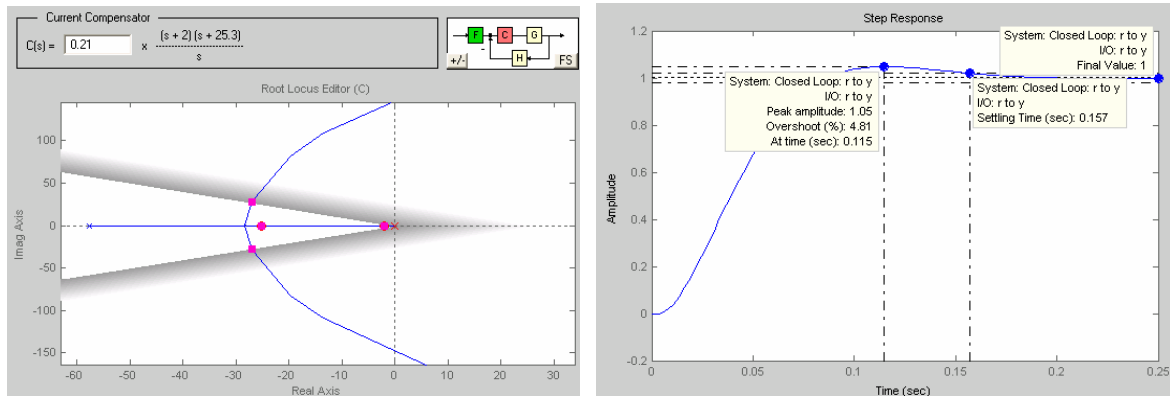 Current Compensator
C(s) = 0.21 x (s + 2) (s + 25.3)
s
F C G
H
+/- FS
Root Locus Editor (C)
Imag Axis
100
50
0
-50
-100
-150
-60 -50 -40 -30 -20 -10 0 10 20 30
Real Axis
Step Response
Amplitude
1.2
1
0.8
0.6
0.4
0.2
0
-0.2
System: Closed Loop: r to y
I/O: r to y
Final Value: 1
System: Closed Loop: r to y
I/O: r to y
Peak amplitude: 1.05
Overshoot (%): 4.81
At time (sec): 0.115
System: Closed Loop: r to y
I/O: r to y
Settling Time (sec): 0.157
0 0.05 0.1 0.15 0.2 0.25
Time (sec)